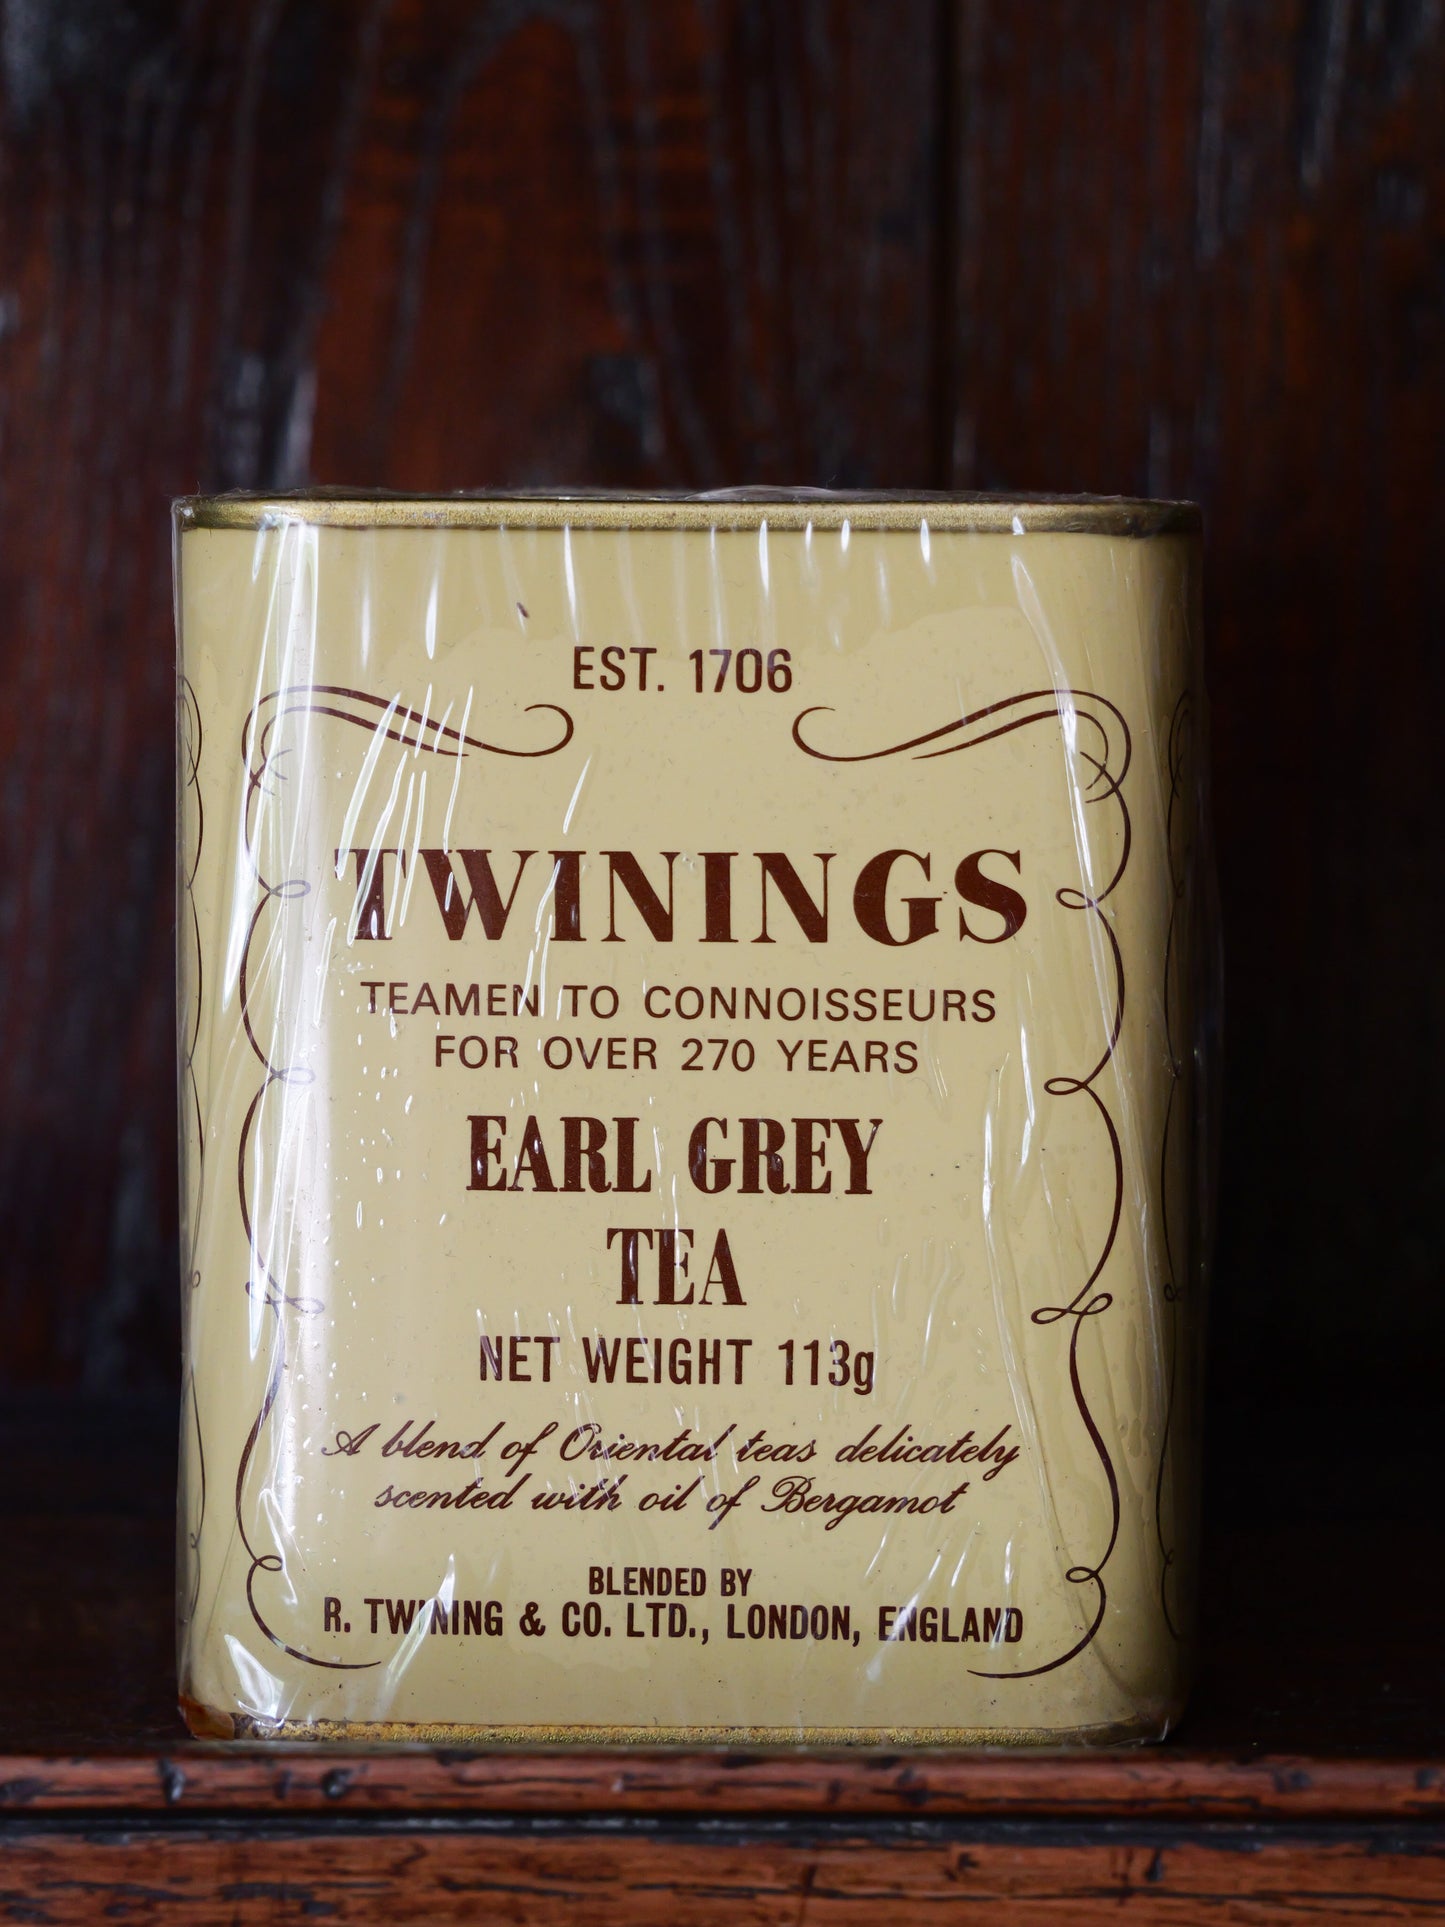 EST. 1706
TWININGS
TEAMEN TO CONNOISSEURS
FOR OVER 270 YEARS
EARL GREY
TEA
NET WEIGHT 113g
A blend of Oriental teas delicately
scented with oil of Bergamot
BLENDED BY
R. TWINING & CO. LTD., LONDON, ENGLAND